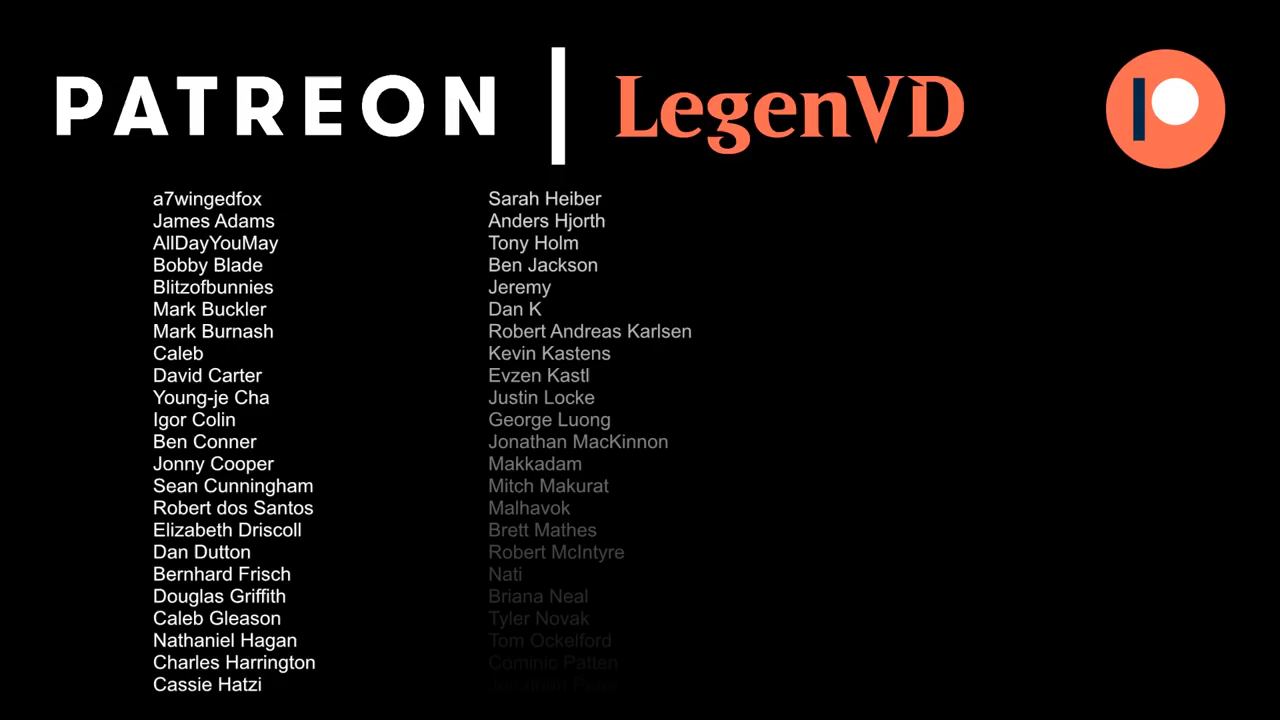 PATREON | LegenVD
a7wingedfox
James Adams
AllDayYouMay
Bobby Blade
Blitzofbunnies
Mark Buckler
Mark Burnash
Caleb
David Carter
Young-je Cha
Igor Colin
Ben Conner
Jonny Cooper
Sean Cunningham
Robert dos Santos
Elizabeth Driscoll
Dan Dutton
Bernhard Frisch
Douglas Griffith
Caleb Gleason
Nathaniel Hagan
Charles Harrington
Cassie Hatzi
Sarah Heiber
Anders Hjorth
Tony Holm
Ben Jackson
Jeremy
Dan K
Robert Andreas Karlsen
Kevin Kastens
Evzen Kastl
Justin Locke
George Luong
Jonathan MacKinnon
Makkadam
Mitch Makurat
Malhavok
Brett Mathes
Robert McIntyre
Nati
Briana Neal
Tyler Novak
Tom Ockelford
Cominic Patten
Jonathan